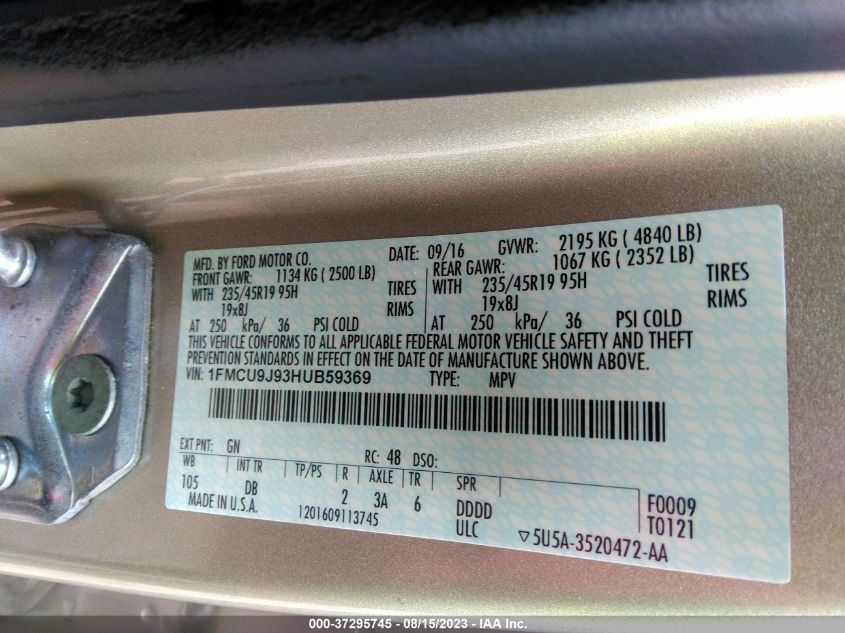 MFD. BY FORD MOTOR CO. DATE: 09/16 GVWR: 2195 KG ( 4840 LB)
FRONT GAWR: 1134 KG ( 2500 LB) REAR GAWR: 1067 KG ( 2352 LB)
WITH 235/45R19 95H TIRES WITH 235/45R19 95H TIRES
19x8J RIMS 19x8J RIMS
AT 250 kPa/ 36 PSI COLD AT 250 kPa/ 36 PSI COLD
THIS VEHICLE CONFORMS TO ALL APPLICABLE FEDERAL MOTOR VEHICLE SAFETY AND THEFT
PREVENTION STANDARDS IN EFFECT ON THE DATE OF MANUFACTURE SHOWN ABOVE.
VIN: 1FMCU9J93HUB59369 TYPE: MPV
EXT PNT: GN RC: 48 DSO:
WB INT TR TP/PS R AXLE TR SPR
105 DB 2 3A 6 DDDD F0009
MADE IN U.S.A. 1201609113745 ULC T0121
▽5U5A-3520472-AA
000-37295745 - 08/15/2023 - IAA Inc.